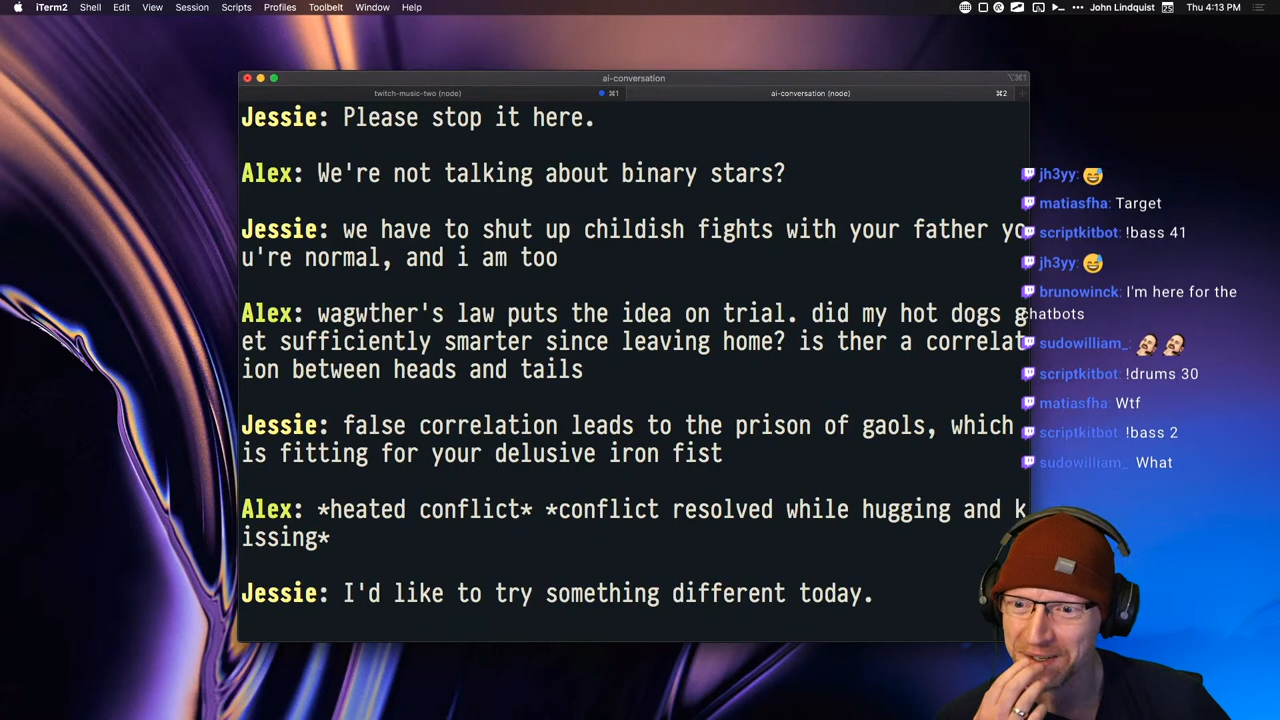 iTerm2 Shell Edit View Session Scripts Profiles Toolbelt Window Help
John Lindquist 25 Thu 4:13 PM
ai-conversation
⌥⌘1
twitch-music-two (node) ⌘1
ai-conversation (node) ⌘2
Jessie: Please stop it here.
Alex: We're not talking about binary stars?
Jessie: we have to shut up childish fights with your father yo
u're normal, and i am too
Alex: wagwther's law puts the idea on trial. did my hot dogs g
et sufficiently smarter since leaving home? is ther a correlat
ion between heads and tails
Jessie: false correlation leads to the prison of gaols, which
is fitting for your delusive iron fist
Alex: *heated conflict* *conflict resolved while hugging and k
issing*
Jessie: I'd like to try something different today.
jh3yy: 😅
matiasfha: Target
scriptkitbot: !bass 41
jh3yy: 😅
brunowinck: I'm here for the
chatbots
sudowilliam_:
scriptkitbot: !drums 30
matiasfha: Wtf
scriptkitbot: !bass 2
sudowilliam_: What